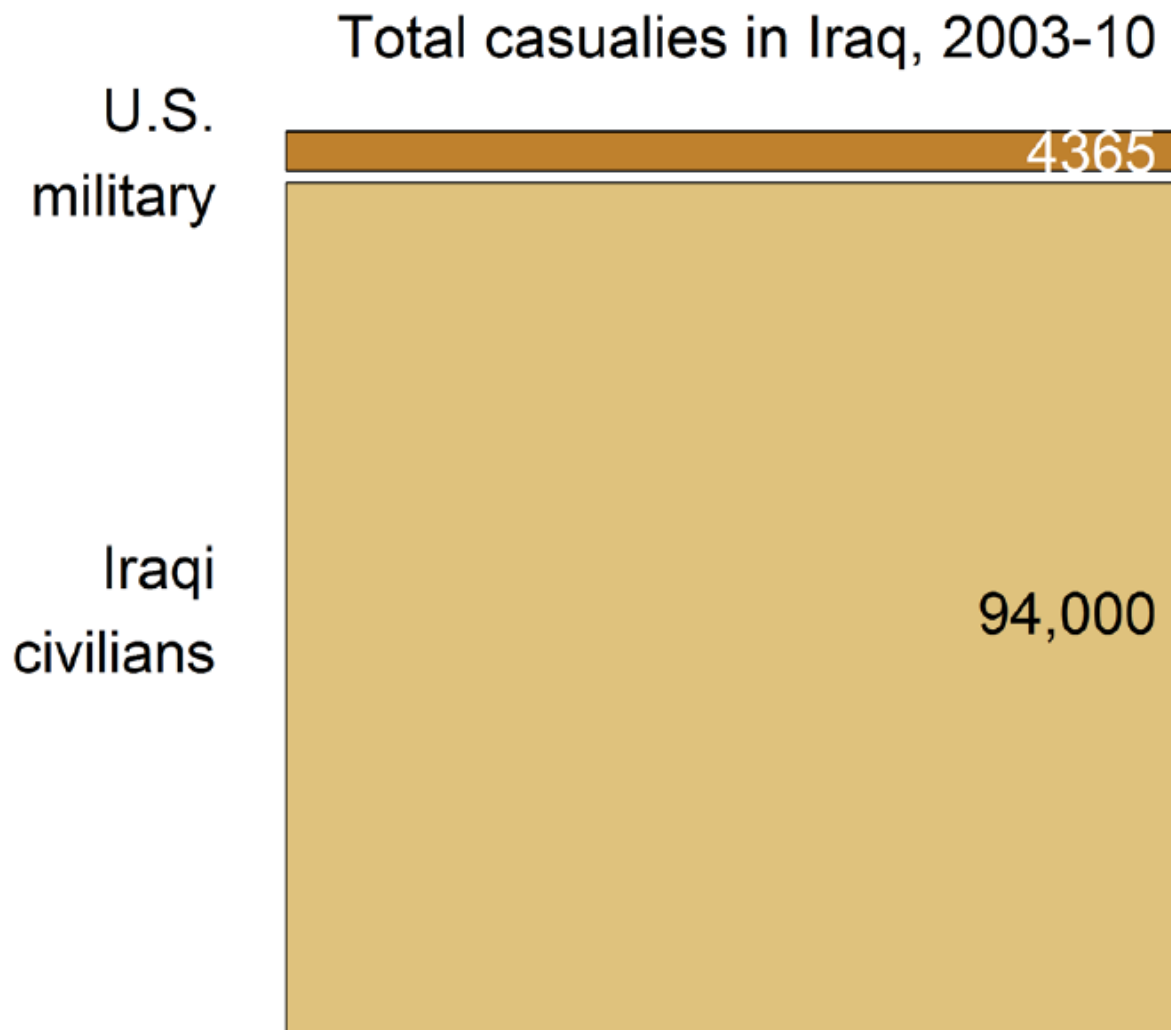 Total casualies in Iraq, 2003-10
U.S.
military
4365
Iraqi
civilians
94,000